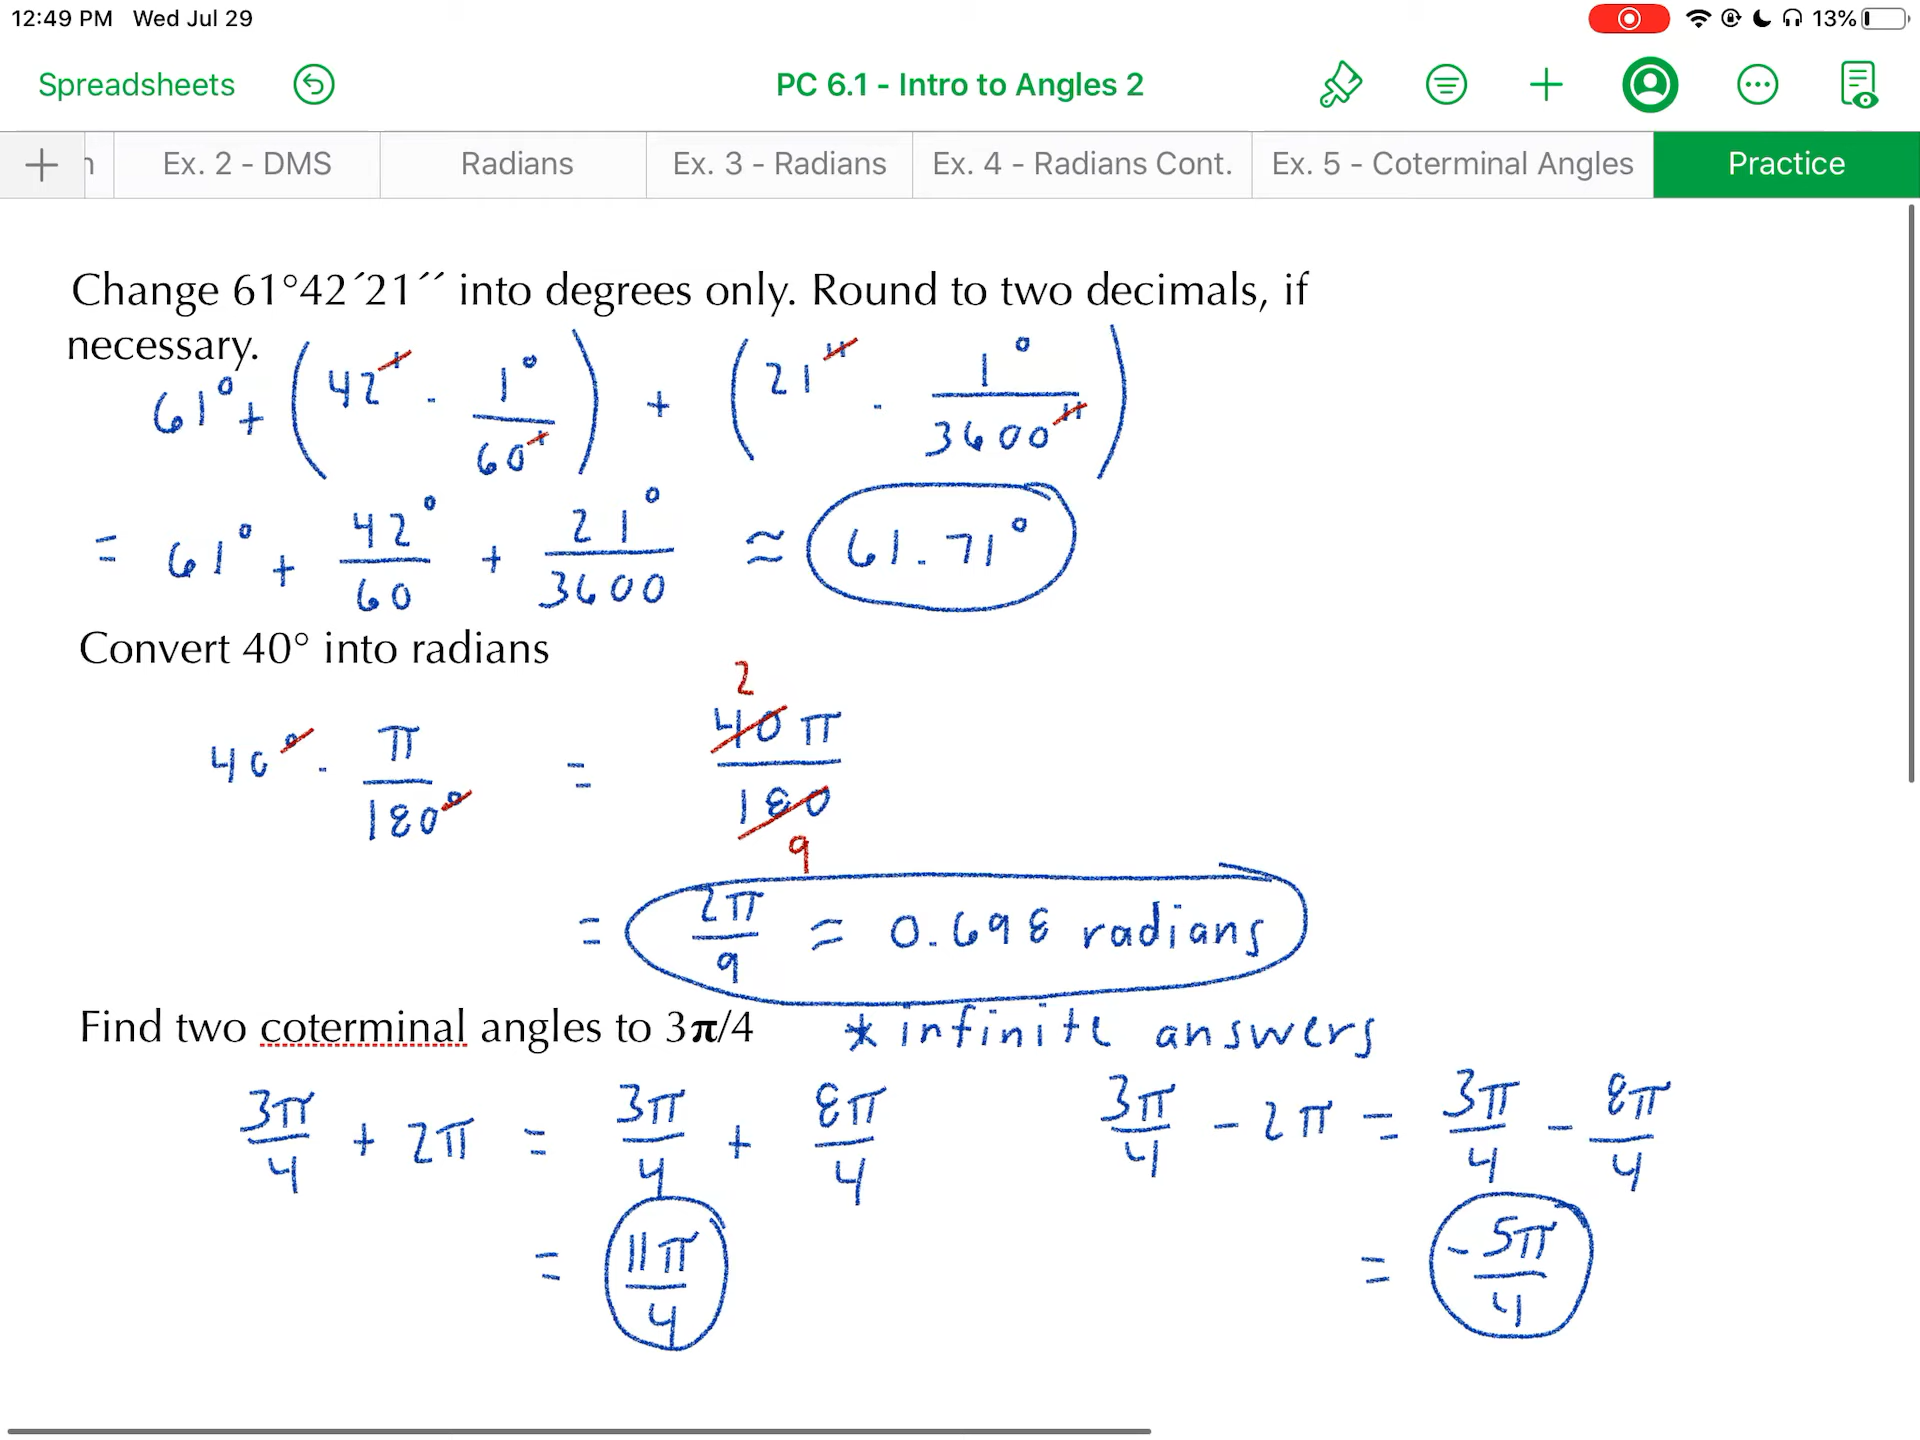 12:49 PM Wed Jul 29 13%
Spreadsheets PC 6.1 - Intro to Angles 2
n Ex. 2 - DMS Radians Ex. 3 - Radians Ex. 4 - Radians Cont. Ex. 5 - Coterminal Angles Practice
Change 61°42´21´´ into degrees only. Round to two decimals, if
necessary.
61° + (42' · 1°/60') + (21'' · 1°/3600'')
= 61° + 42°/60 + 21°/3600 ≈ 61.71°
Convert 40° into radians
40° · π/180° = 40π/180 2 9
= 2π/9 = 0.698 radians
Find two coterminal angles to 3π/4 * infinite answers
3π/4 + 2π = 3π/4 + 8π/4 3π/4 - 2π = 3π/4 - 8π/4
= 11π/4 = -5π/4